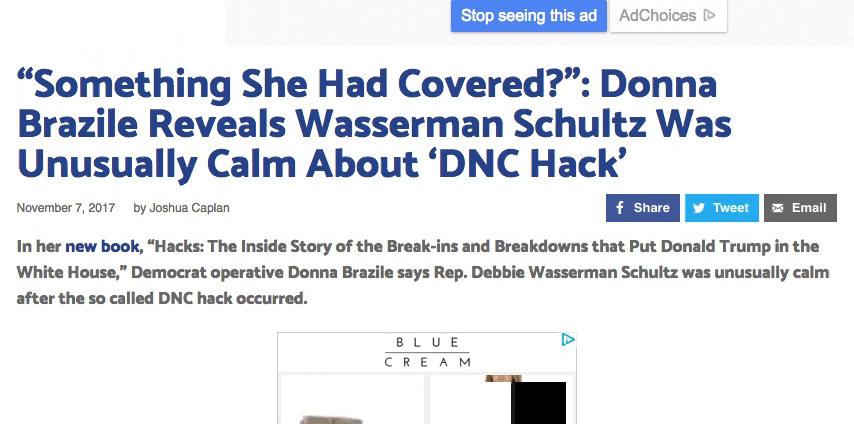 Stop seeing this ad
AdChoices
“Something She Had Covered?”: Donna
Brazile Reveals Wasserman Schultz Was
Unusually Calm About ‘DNC Hack’
November 7, 2017 by Joshua Caplan
Share
Tweet
Email
In her new book, “Hacks: The Inside Story of the Break-ins and Breakdowns that Put Donald Trump in the
White House,” Democrat operative Donna Brazile says Rep. Debbie Wasserman Schultz was unusually calm
after the so called DNC hack occurred.
BLUE
CREAM